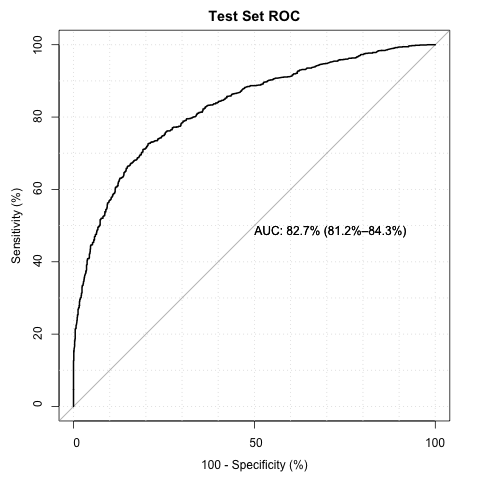 Test Set ROC
100
80
60
40
20
0
Sensitivity (%)
AUC: 82.7% (81.2%–84.3%)
0 50 100
100 - Specificity (%)